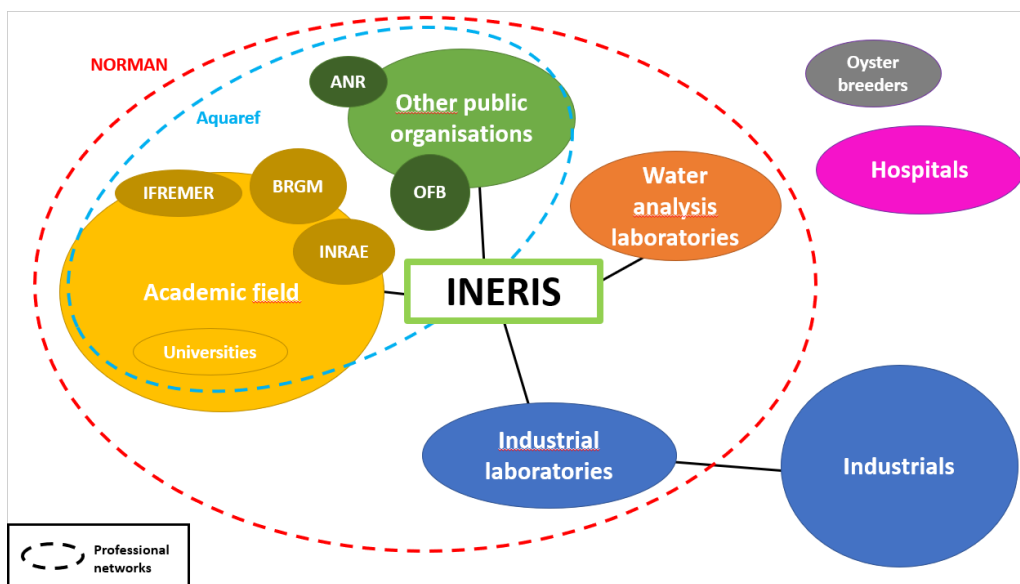 NORMAN
Aquaref
ANR
Other public
organisations
OFB
IFREMER
BRGM
INRAE
Academic field
Universities
INERIS
Water
analysis
laboratories
Oyster
breeders
Hospitals
Industrial
laboratories
Industrials
Professional
networks